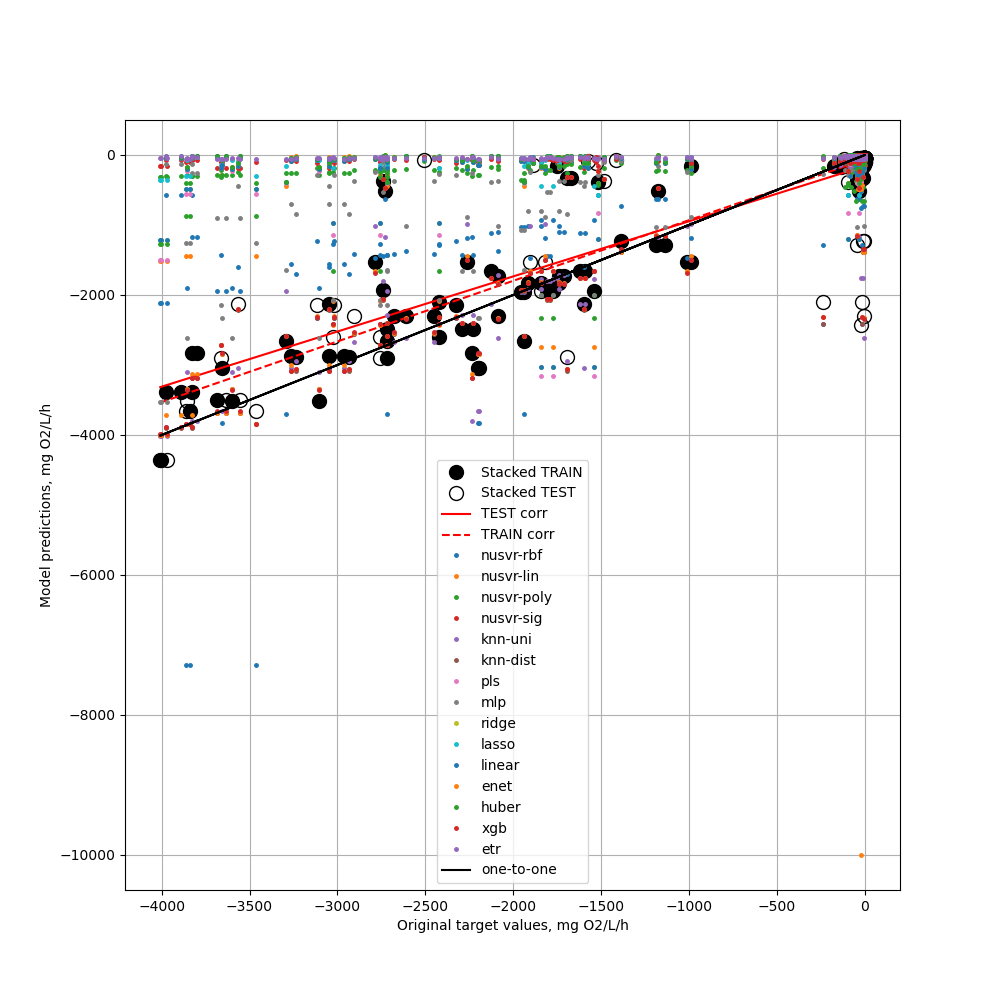 0
−2000
−4000
−6000
−8000
−10000
Model predictions, mg O2/L/h
Stacked TRAIN
Stacked TEST
TEST corr
TRAIN corr
nusvr-rbf
nusvr-lin
nusvr-poly
nusvr-sig
knn-uni
knn-dist
pls
mlp
ridge
lasso
linear
enet
huber
xgb
etr
one-to-one
−4000 −3500 −3000 −2500 −2000 −1500 −1000 −500 0
Original target values, mg O2/L/h